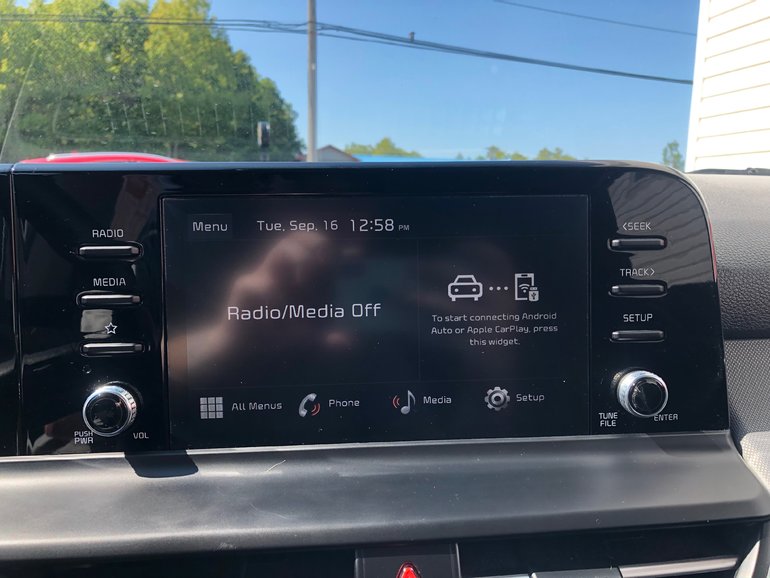 RADIO
MEDIA
☆
PUSH
PWR
VOL
Menu
Tue, Sep. 16 12:58 PM
Radio/Media Off
To start connecting Android
Auto or Apple CarPlay, press
this widget.
All Menus
Phone
Media
Setup
<SEEK
TRACK>
SETUP
TUNE
FILE
ENTER